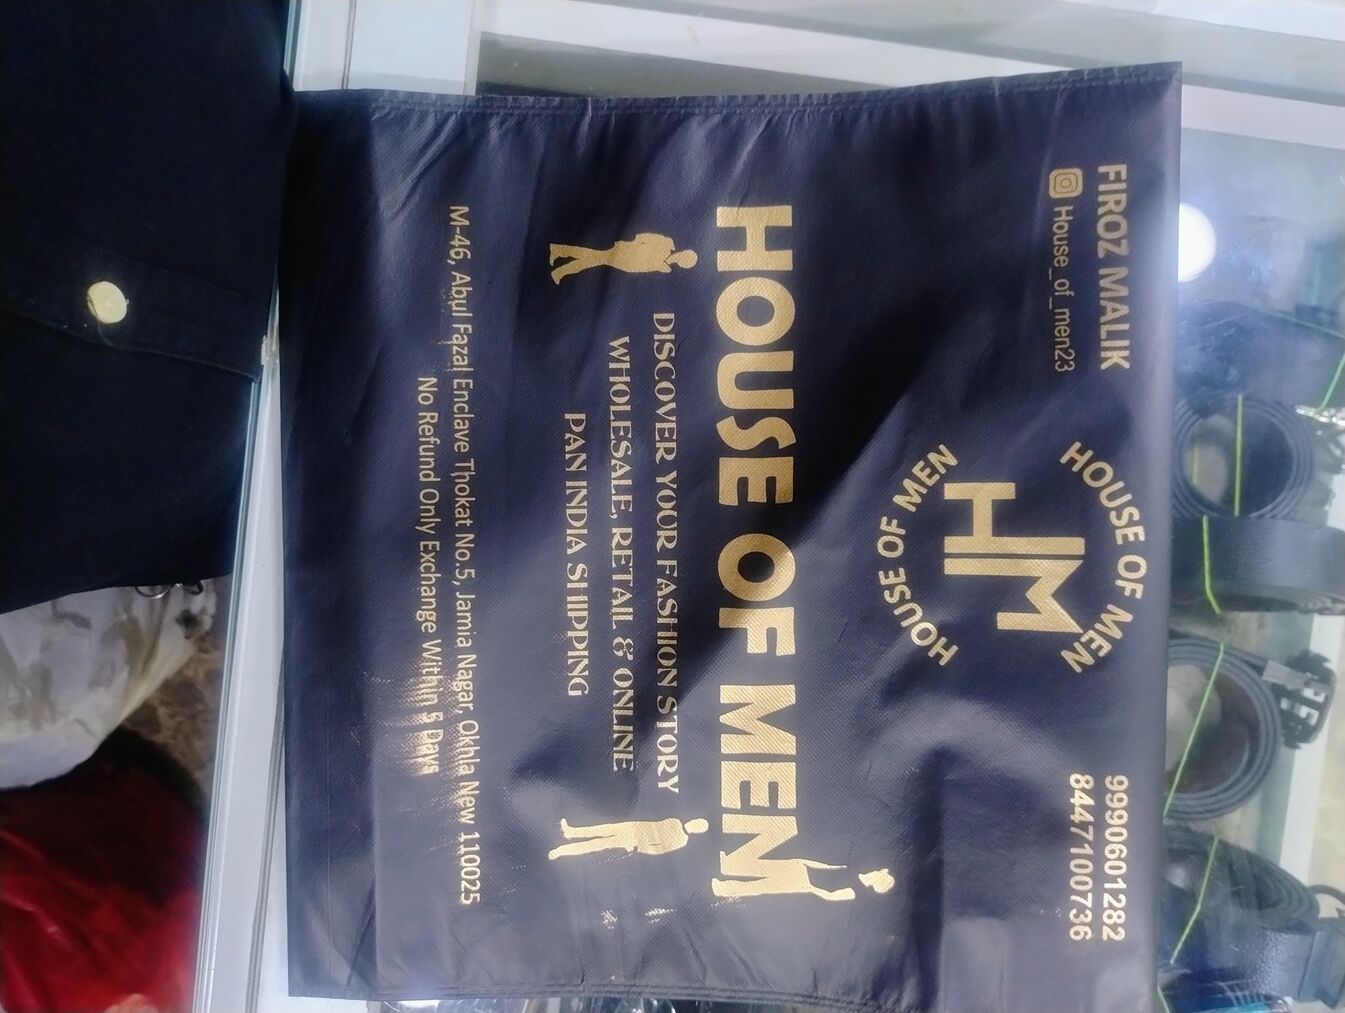 FIROZ MALIK
House_of_men23
HOUSE OF MEN
HM
HOUSE OF MEN
9990601282
8447100736
HOUSE OF MEN
DISCOVER YOUR FASHION STORY
WHOLESALE, RETAIL & ONLINE
PAN INDIA SHIPPING
M-46, Abul Fazal Enclave Thokat No.5, Jamia Nagar, Okhla New 110025
No Refund Only Exchange Within 5 Days